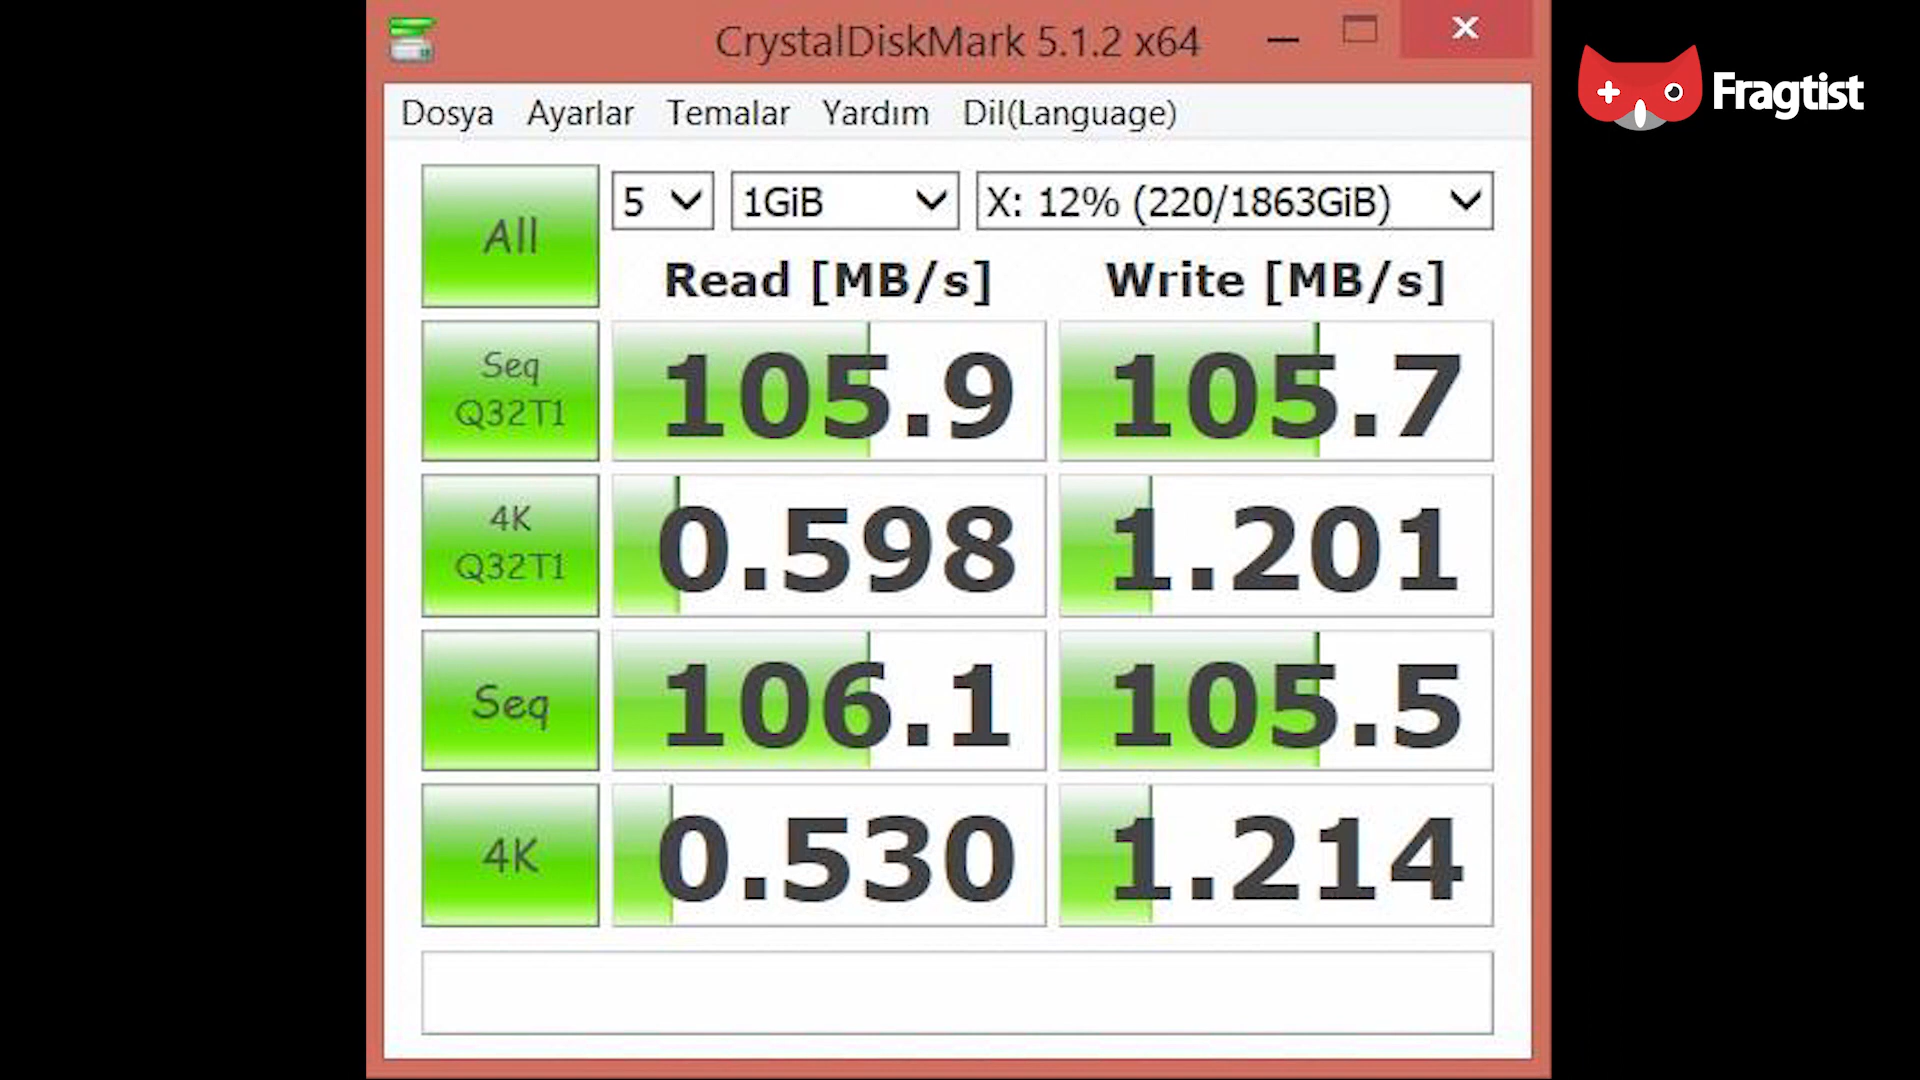 CrystalDiskMark 5.1.2 x64
Fragtist
Dosya Ayarlar Temalar Yardım Dil(Language)
All 5 1GiB X: 12% (220/1863GiB)
Read [MB/s] Write [MB/s]
Seq Q32T1 105.9 105.7
4K Q32T1 0.598 1.201
Seq 106.1 105.5
4K 0.530 1.214